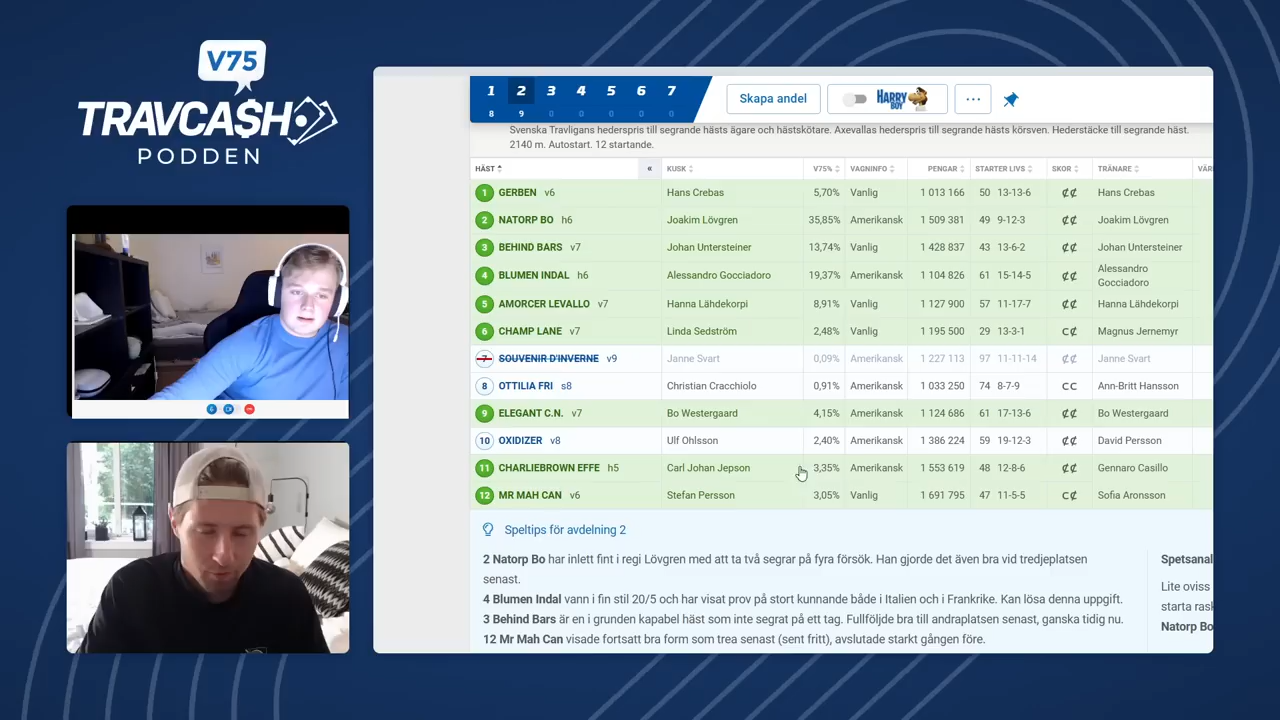 V75
TRAVCA$H
PODDEN
1 2 3 4 5 6 7
8 9 0 0 0 0 0
Skapa andel
HARRY BOY
...
Svenska Travligans hederspris till segrande hästs ägare och hästskötare. Axevallas hederspris till segrande hästs körsven. Hederstäcke till segrande häst.
2140 m. Autostart. 12 startande.
HÄST « KUSK V75% VAGNINFO PENGAR STARTER LIVS SKOR TRÄNARE
1 GERBEN v6 Hans Crebas 5,70% Vanlig 1 013 166 50 13-13-6 ȼȼ Hans Crebas
2 NATORP BO h6 Joakim Lövgren 35,85% Amerikansk 1 509 381 49 9-12-3 ȼȼ Joakim Lövgren
3 BEHIND BARS v7 Johan Untersteiner 13,74% Vanlig 1 428 837 43 13-6-2 ȼȼ Johan Untersteiner
4 BLUMEN INDAL h6 Alessandro Gocciadoro 19,37% Amerikansk 1 104 826 61 15-14-5 ȼȼ Alessandro
Gocciadoro
5 AMORCER LEVALLO v7 Hanna Lähdekorpi 8,91% Vanlig 1 127 900 57 11-17-7 ȼȼ Hanna Lähdekorpi
6 CHAMP LANE v7 Linda Sedström 2,48% Vanlig 1 195 500 29 13-3-1 cȼ Magnus Jernemyr
7 SOUVENIR D'INVERNE v9 Janne Svart 0,09% Amerikansk 1 227 113 97 11-11-14 ȼȼ Janne Svart
8 OTTILIA FRI s8 Christian Cracchiolo 0,91% Amerikansk 1 033 250 74 8-7-9 cc Ann-Britt Hansson
9 ELEGANT C.N. v7 Bo Westergaard 4,15% Amerikansk 1 124 686 61 17-13-6 ȼȼ Bo Westergaard
10 OXIDIZER v8 Ulf Ohlsson 2,40% Amerikansk 1 386 224 59 19-12-3 ȼȼ David Persson
11 CHARLIEBROWN EFFE h5 Carl Johan Jepson 3,35% Amerikansk 1 553 619 48 12-8-6 ȼȼ Gennaro Casillo
12 MR MAH CAN v6 Stefan Persson 3,05% Vanlig 1 691 795 47 11-5-5 cȼ Sofia Aronsson
Speltips för avdelning 2
2 Natorp Bo har inlett fint i regi Lövgren med att ta två segrar på fyra försök. Han gjorde det även bra vid tredjeplatsen
senast.
4 Blumen Indal vann i fin stil 20/5 och har visat prov på stort kunnande både i Italien och i Frankrike. Kan lösa denna uppgift.
3 Behind Bars är en i grunden kapabel häst som inte segrat på ett tag. Fullföljde bra till andraplatsen senast, ganska tidig nu.
12 Mr Mah Can visade fortsatt bra form som trea senast (sent fritt), avslutade starkt gången före.
Spetsanal
Lite oviss
starta rask
Natorp Bo